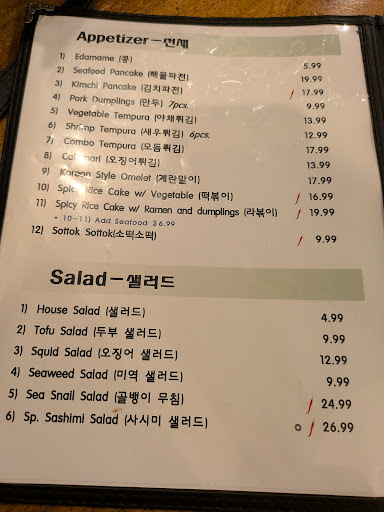 Appetizer－전채
1) Edamame (콩) 5.99
2) Seafood Pancake (해물파전) 19.99
3) Kimchi Pancake (김치파전) 17.99
4) Pork Dumplings (만두) 7pcs. 9.99
5) Vegetable Tempura (야채튀김) 13.99
6) Shrimp Tempura (새우튀김) 6pcs. 12.99
7) Combo Tempura (모듬튀김) 17.99
8) Calamari (오징어튀김) 13.99
9) Korean Style Omelet (계란말이) 17.99
10) Spicy Rice Cake w/ Vegetable (떡볶이) 16.99
11) Spicy Rice Cake w/ Ramen and dumplings (라볶이) 19.99
* 10-11) Add Seafood $6.99
12) Sottok Sottok(소떡소떡) 9.99
Salad－샐러드
1) House Salad (샐러드) 4.99
2) Tofu Salad (두부 샐러드) 9.99
3) Squid Salad (오징어 샐러드) 12.99
4) Seaweed Salad (미역 샐러드) 9.99
5) Sea Snail Salad (골뱅이 무침) 24.99
6) Sp. Sashimi Salad (사시미 샐러드) 26.99